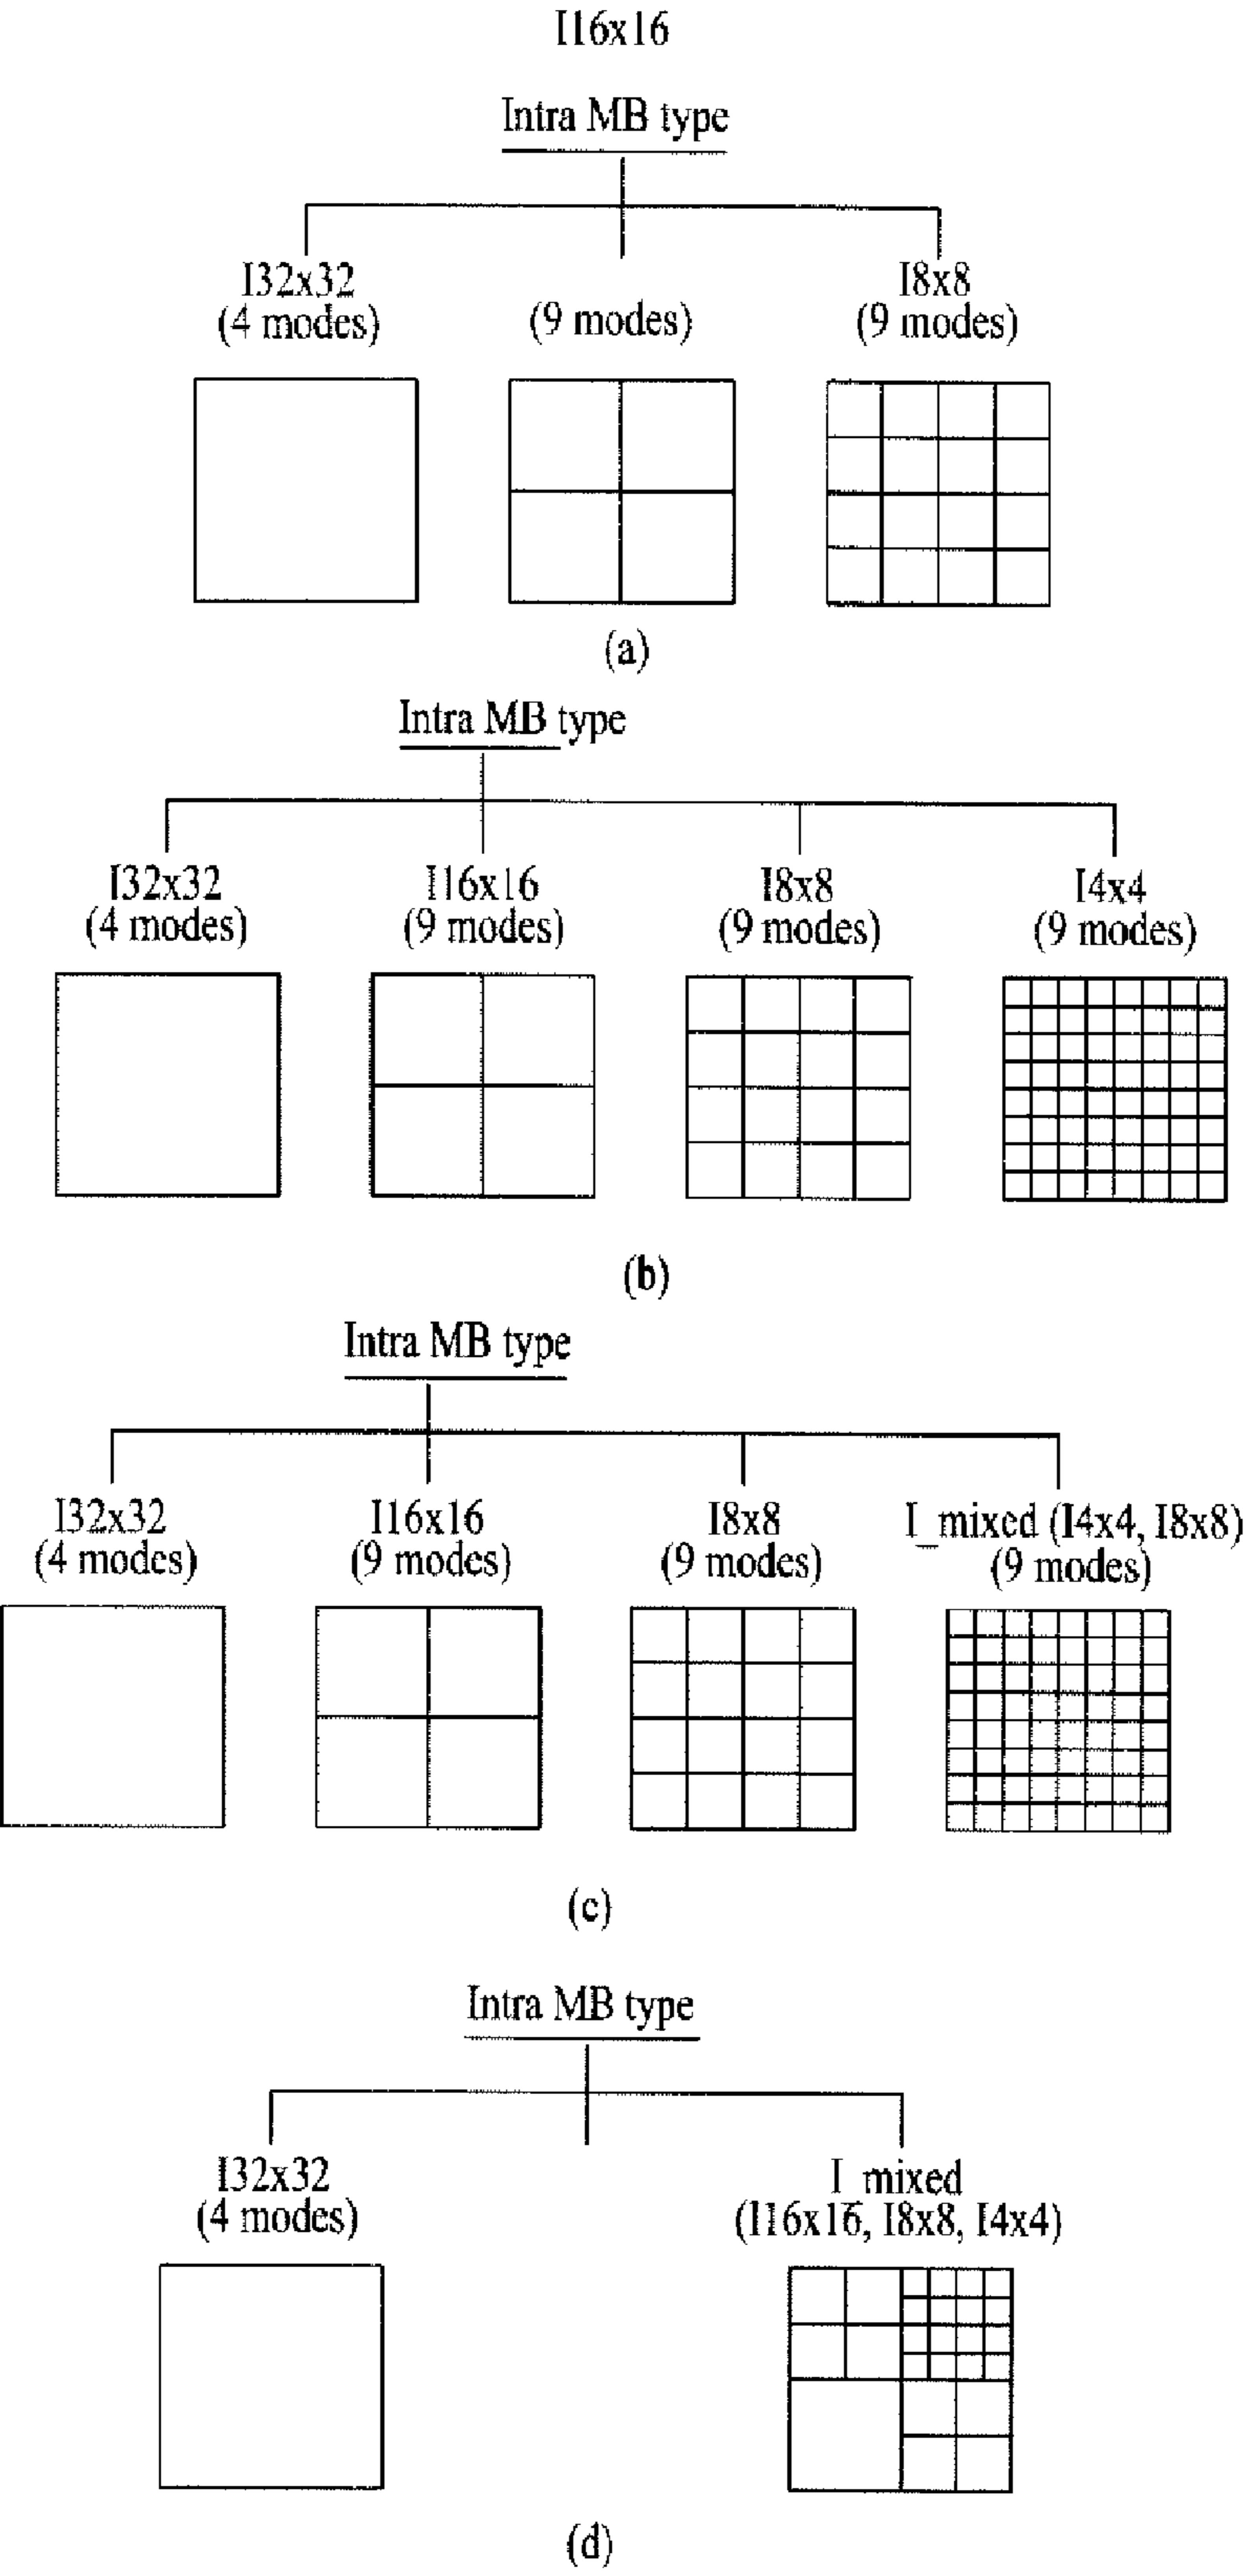 I16x16
Intra MB type
I32x32
(4 modes)
(9 modes)
I8x8
(9 modes)
(a)
Intra MB type
I32x32
(4 modes)
I16x16
(9 modes)
I8x8
(9 modes)
I4x4
(9 modes)
(b)
Intra MB type
I32x32
(4 modes)
I16x16
(9 modes)
I8x8
(9 modes)
I_mixed (I4x4, I8x8)
(9 modes)
(c)
Intra MB type
I32x32
(4 modes)
I_mixed
(I16x16, I8x8, I4x4)
(d)